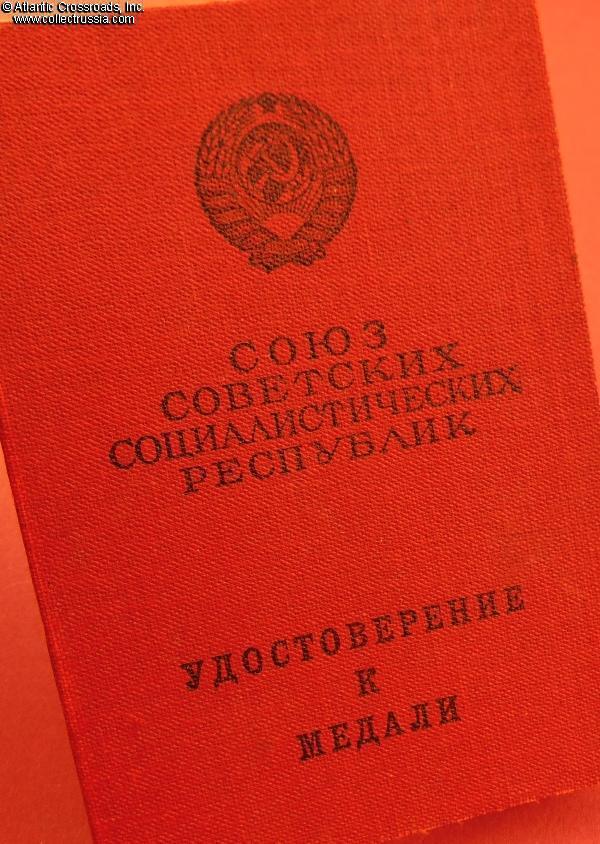 © Atlantic Crossroads, Inc.
www.collectrussia.com
СОЮЗ
СОВЕТСКИХ
СОЦИАЛИСТИЧЕСКИХ
РЕСПУБЛИК
УДОСТОВЕРЕНИЕ
К
МЕДАЛИ